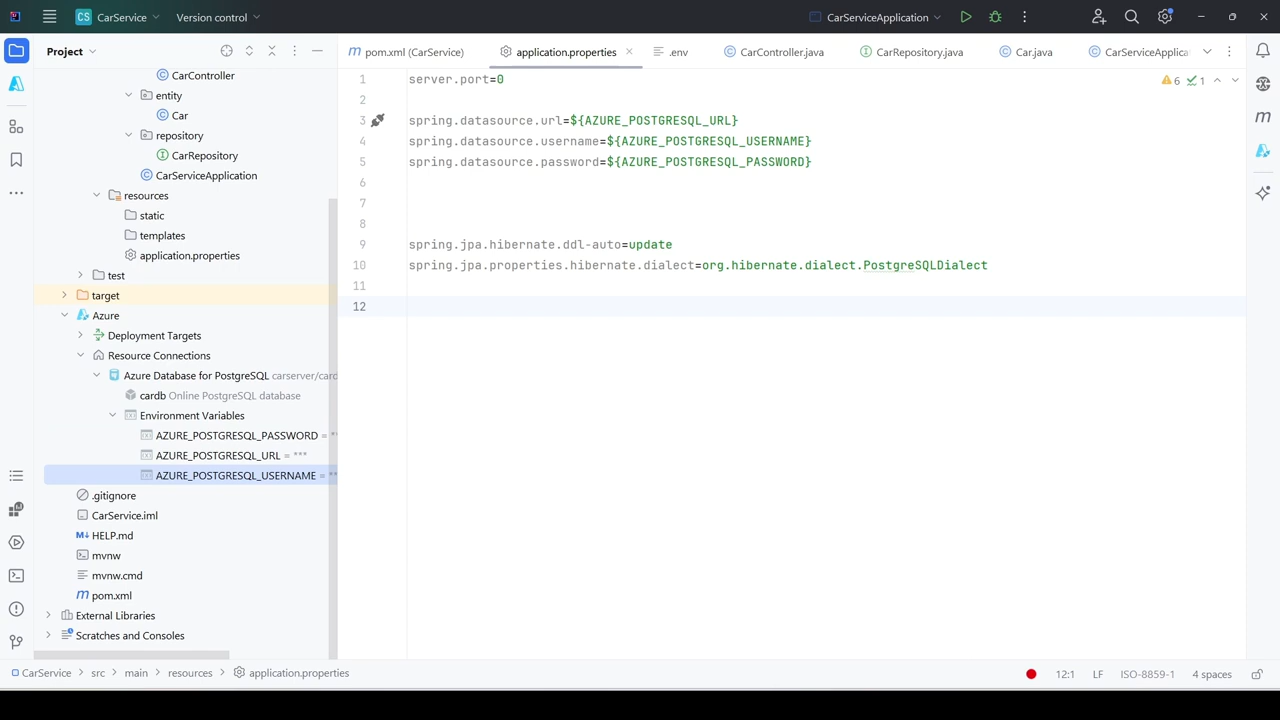 CS CarService
Version control
CarServiceApplication
Project
pom.xml (CarService)
application.properties
.env
CarController.java
CarRepository.java
Car.java
CarServiceApplica
CarController
entity
Car
repository
CarRepository
CarServiceApplication
resources
static
templates
application.properties
test
target
Azure
Deployment Targets
Resource Connections
Azure Database for PostgreSQL carserver/card
cardb Online PostgreSQL database
Environment Variables
AZURE_POSTGRESQL_PASSWORD = **
AZURE_POSTGRESQL_URL = ***
AZURE_POSTGRESQL_USERNAME = **
.gitignore
CarService.iml
HELP.md
mvnw
mvnw.cmd
pom.xml
External Libraries
Scratches and Consoles
1 server.port=0
2
3 spring.datasource.url=${AZURE_POSTGRESQL_URL}
4 spring.datasource.username=${AZURE_POSTGRESQL_USERNAME}
5 spring.datasource.password=${AZURE_POSTGRESQL_PASSWORD}
6
7
8
9 spring.jpa.hibernate.ddl-auto=update
10 spring.jpa.properties.hibernate.dialect=org.hibernate.dialect.PostgreSQLDialect
11
12
6 1
CarService > src > main > resources > application.properties
12:1 LF ISO-8859-1 4 spaces